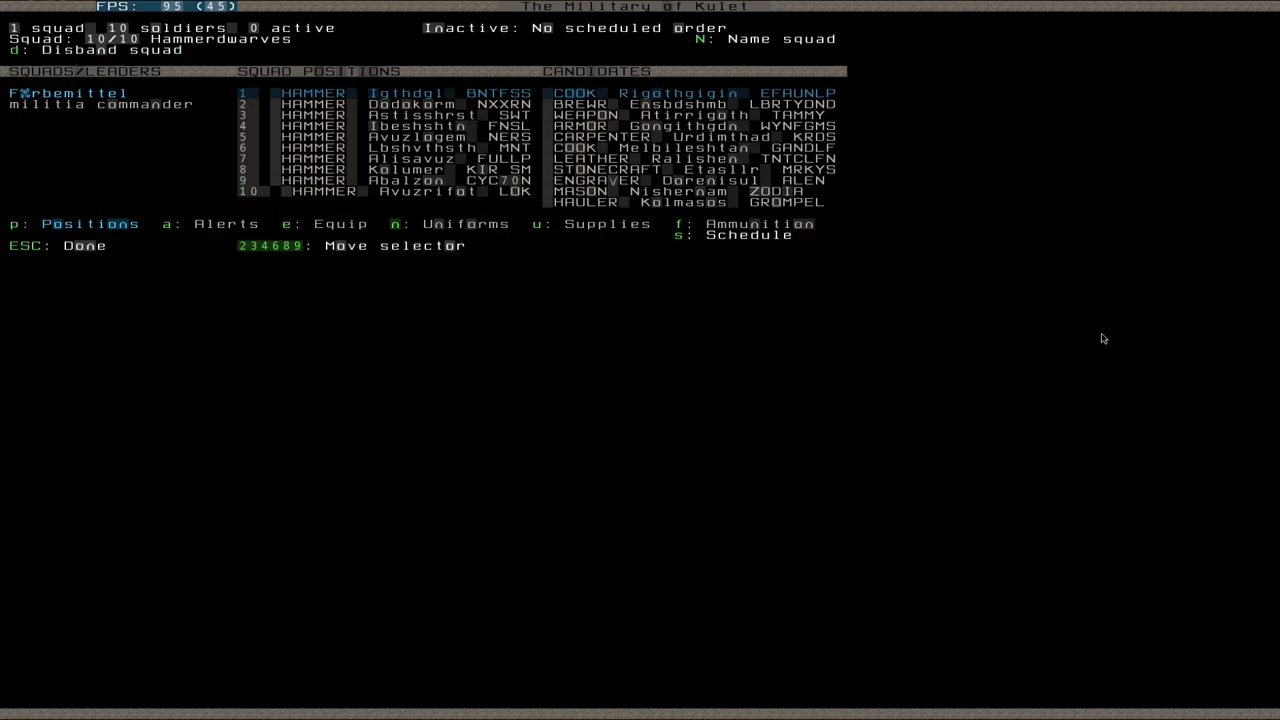 FPS: 95 (45) The Military of Kulet
1 squad 10 soldiers 0 active Inactive: No scheduled order
Squad: 10/10 Hammerdwarves N: Name squad
d: Disband squad
SQUADS/LEADERS SQUAD POSITIONS CANDIDATES
1 HAMMER Igthdgl BNTFSS COOK Rigothgigin EFAUNLP
militia commander 2 HAMMER Dodokorm NXXRN BREWR Ensbdshmb LBRTYDND
3 HAMMER Astisshrst SWT WEAPON Atirrigoth TAMMY
4 HAMMER Ibeshshtn FNSL ARMOR Gongithgdn WYNFGMS
5 HAMMER Avuzlogem NERS CARPENTER Urdimthad KRDS
6 HAMMER Lbshvthsth MNT COOK Melbileshtan GANDLF
7 HAMMER Alisavuz FULLP LEATHER Ralishen TNTCLFN
8 HAMMER Kolumer KIR SM STONECRAFT Etasllr MRKYS
9 HAMMER Abalzon CYC70N ENGRAVER Dorenisul ALEN
10 HAMMER Avuzrifot LOK MASON Nishernam ZODIA
HAULER Kolmasos GROMPEL
p: Positions a: Alerts e: Equip n: Uniforms u: Supplies f: Ammunition
s: Schedule
ESC: Done 234689: Move selector